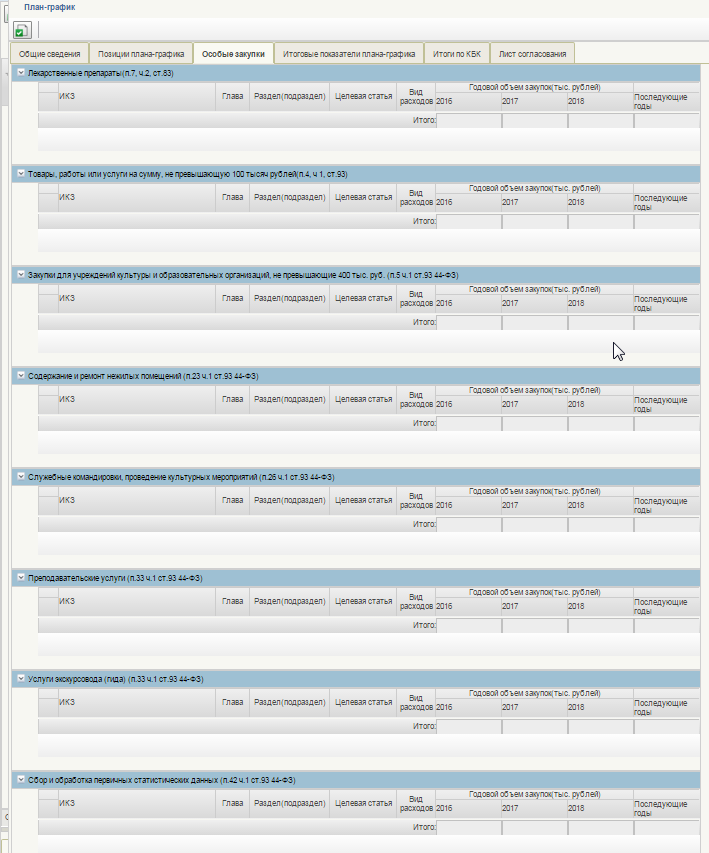 План-график
Общие сведения Позиции плана-графика Особые закупки Итоговые показатели плана-графика Итоги по КБК Лист согласования
Лекарственные препараты(п.7, ч.2, ст.83)
ИКЗ Глава Раздел(подраздел) Целевая статья Вид расходов Годовой объем закупок(тыс. рублей)
2016 2017 2018 Последующие годы
Итого:
Товары, работы или услуги на сумму, не превышающую 100 тысяч рублей(п.4, ч.1, ст.93)
ИКЗ Глава Раздел(подраздел) Целевая статья Вид расходов Годовой объем закупок(тыс. рублей)
2016 2017 2018 Последующие годы
Итого:
Закупки для учреждений культуры и образовательных организаций, не превышающие 400 тыс. руб. (п.5 ч.1 ст.93 44-ФЗ)
ИКЗ Глава Раздел(подраздел) Целевая статья Вид расходов Годовой объем закупок(тыс. рублей)
2016 2017 2018 Последующие годы
Итого:
Содержание и ремонт нежилых помещений (п.23 ч.1 ст.93 44-ФЗ)
ИКЗ Глава Раздел(подраздел) Целевая статья Вид расходов Годовой объем закупок(тыс. рублей)
2016 2017 2018 Последующие годы
Итого:
Служебные командировки, проведение культурных мероприятий (п.26 ч.1 ст.93 44-ФЗ)
ИКЗ Глава Раздел(подраздел) Целевая статья Вид расходов Годовой объем закупок(тыс. рублей)
2016 2017 2018 Последующие годы
Итого:
Преподавательские услуги (п.33 ч.1 ст.93 44-ФЗ)
ИКЗ Глава Раздел(подраздел) Целевая статья Вид расходов Годовой объем закупок(тыс. рублей)
2016 2017 2018 Последующие годы
Итого:
Услуги экскурсовода (гида) (п.33 ч.1 ст.93 44-ФЗ)
ИКЗ Глава Раздел(подраздел) Целевая статья Вид расходов Годовой объем закупок(тыс. рублей)
2016 2017 2018 Последующие годы
Итого:
Сбор и обработка первичных статистических данных (п.42 ч.1 ст.93 44-ФЗ)
ИКЗ Глава Раздел(подраздел) Целевая статья Вид расходов Годовой объем закупок(тыс. рублей)
2016 2017 2018 Последующие годы
Итого: